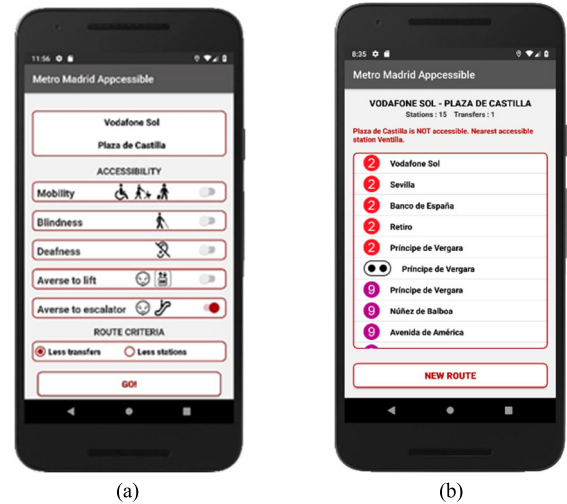 11:56
Metro Madrid Appcessible
Vodafone Sol
Plaza de Castilla
ACCESSIBILITY
Mobility
Blindness
Deafness
Averse to lift
Averse to escalator
ROUTE CRITERIA
Less transfers Less stations
GO!
(a)
8:35
Metro Madrid Appcessible
VODAFONE SOL - PLAZA DE CASTILLA
Stations : 15 Transfers : 1
Plaza de Castilla is NOT accessible. Nearest accessible
station Ventilla.
2 Vodafone Sol
2 Sevilla
2 Banco de España
2 Retiro
2 Príncipe de Vergara
Príncipe de Vergara
9 Príncipe de Vergara
9 Núñez de Balboa
9 Avenida de América
NEW ROUTE
(b)